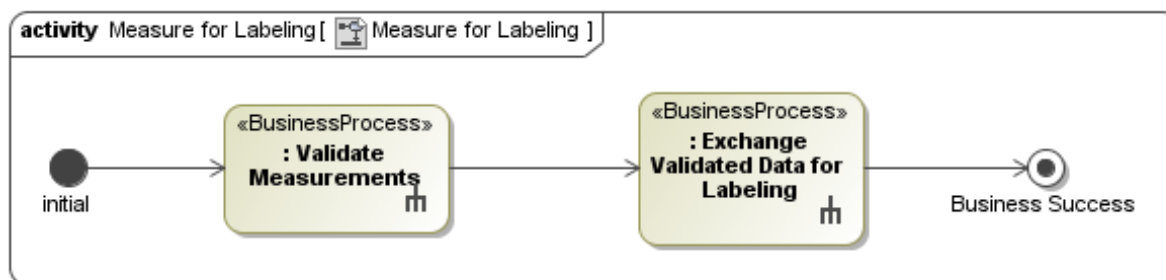 activity Measure for Labeling[ Measure for Labeling ]
«BusinessProcess»
: Validate
Measurements
«BusinessProcess»
: Exchange
Validated Data for
Labeling
initial
Business Success